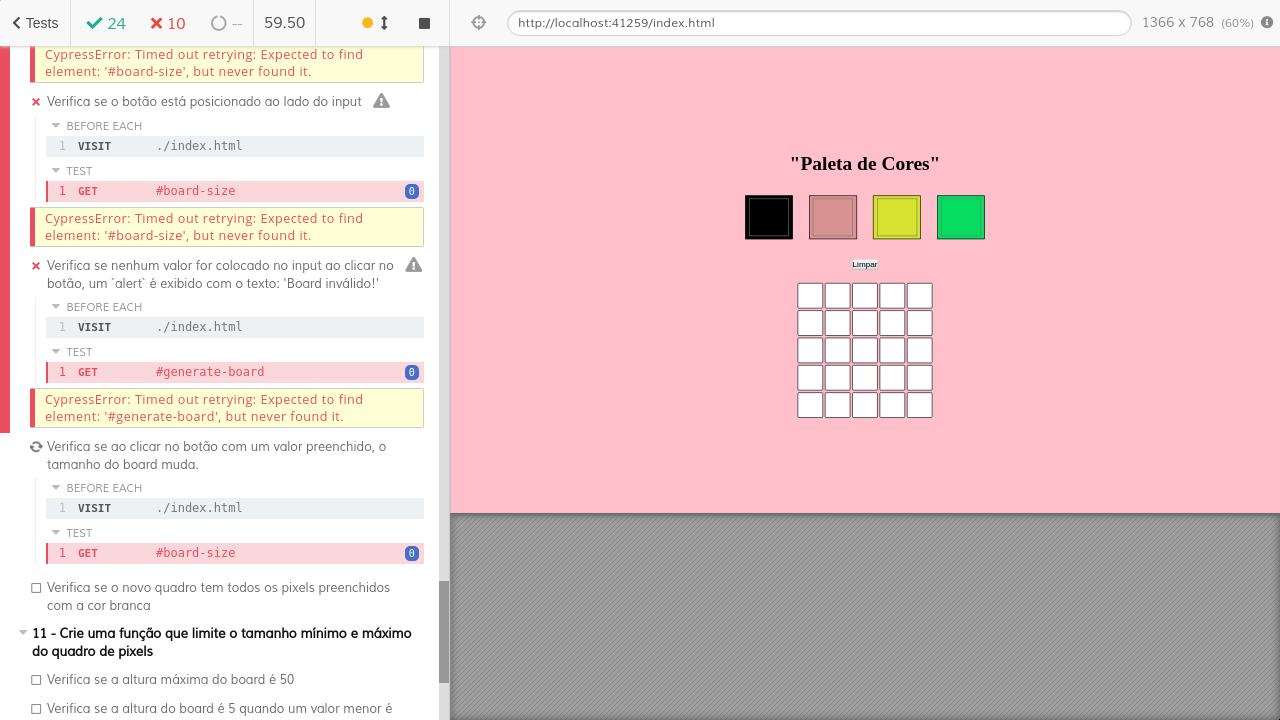 Tests 24 10 -- 59.50
http://localhost:41259/index.html 1366 x 768 (60%)
CypressError: Timed out retrying: Expected to find
element: '#board-size', but never found it.
Verifica se o botão está posicionado ao lado do input
BEFORE EACH
1 VISIT ./index.html
TEST
1 GET #board-size 0
CypressError: Timed out retrying: Expected to find
element: '#board-size', but never found it.
Verifica se nenhum valor for colocado no input ao clicar no
botão, um `alert` é exibido com o texto: 'Board inválido!'
BEFORE EACH
1 VISIT ./index.html
TEST
1 GET #generate-board 0
CypressError: Timed out retrying: Expected to find
element: '#generate-board', but never found it.
Verifica se ao clicar no botão com um valor preenchido, o
tamanho do board muda.
BEFORE EACH
1 VISIT ./index.html
TEST
1 GET #board-size 0
Verifica se o novo quadro tem todos os pixels preenchidos
com a cor branca
11 - Crie uma função que limite o tamanho mínimo e máximo
do quadro de pixels
Verifica se a altura máxima do board é 50
Verifica se a altura do board é 5 quando um valor menor é
"Paleta de Cores"
Limpar